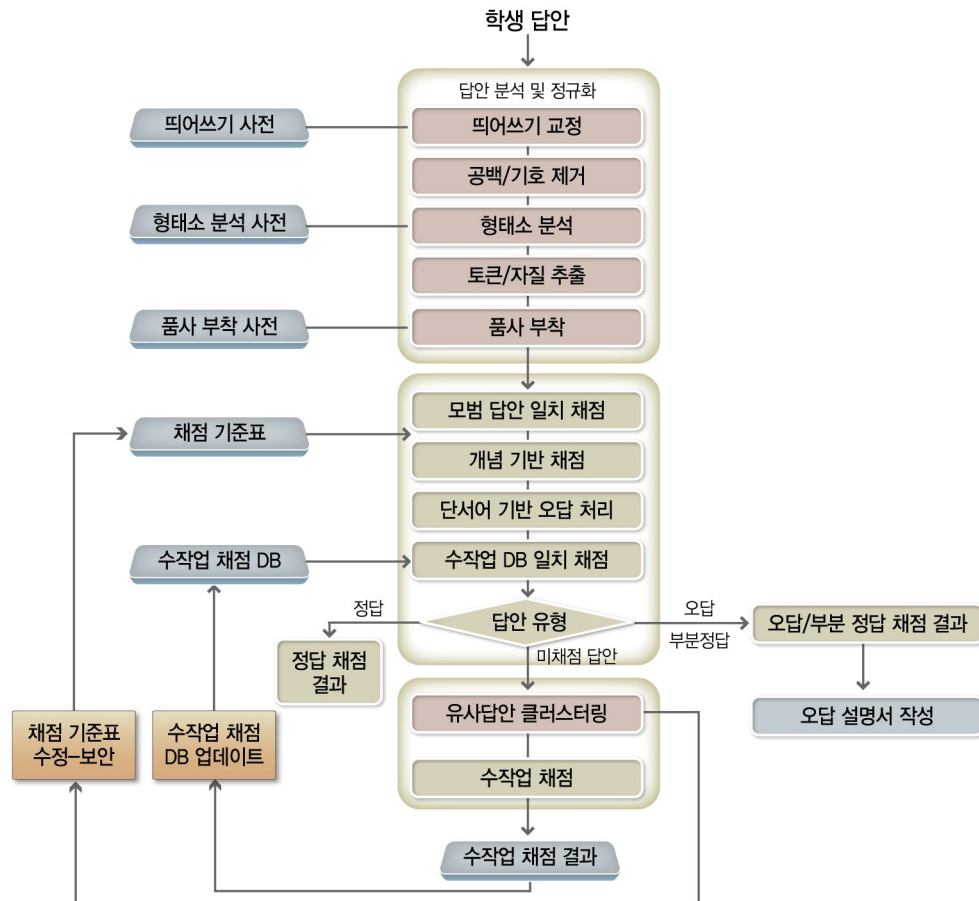 학생 답안
답안 분석 및 정규화
띄어쓰기 사전
띄어쓰기 교정
공백/기호 제거
형태소 분석 사전
형태소 분석
토큰/자질 추출
품사 부착 사전
품사 부착
모범 답안 일치 채점
채점 기준표
개념 기반 채점
단서어 기반 오답 처리
수작업 채점 DB
수작업 DB 일치 채점
정답
답안 유형
오답
부분정답
오답/부분 정답 채점 결과
정답 채점
결과
미채점 답안
유사답안 클러스터링
오답 설명서 작성
채점 기준표
수정-보안
수작업 채점
DB 업데이트
수작업 채점
수작업 채점 결과